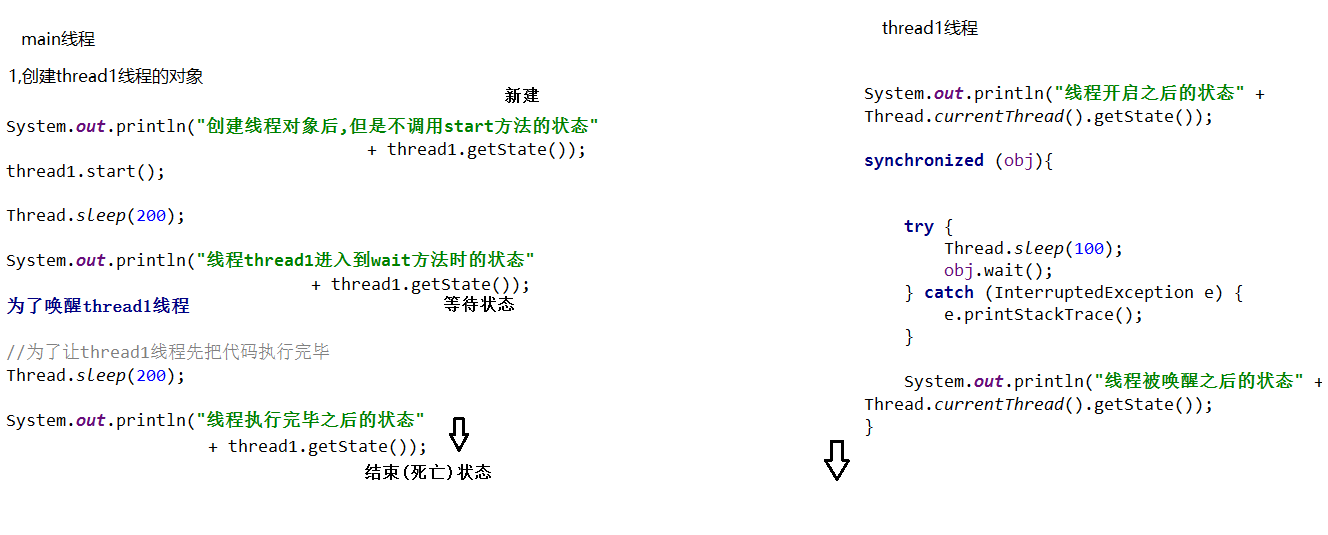 main线程
1,创建thread1线程的对象
新建
System.out.println("创建线程对象后,但是不调用start方法的状态"
+ thread1.getState());
thread1.start();
Thread.sleep(200);
System.out.println("线程thread1进入到wait方法时的状态"
+ thread1.getState());
等待状态
为了唤醒thread1线程
//为了让thread1线程先把代码执行完毕
Thread.sleep(200);
System.out.println("线程执行完毕之后的状态"
+ thread1.getState());
结束(死亡)状态
thread1线程
System.out.println("线程开启之后的状态" +
Thread.currentThread().getState());
synchronized (obj){
try {
Thread.sleep(100);
obj.wait();
} catch (InterruptedException e) {
e.printStackTrace();
}
System.out.println("线程被唤醒之后的状态" +
Thread.currentThread().getState());
}